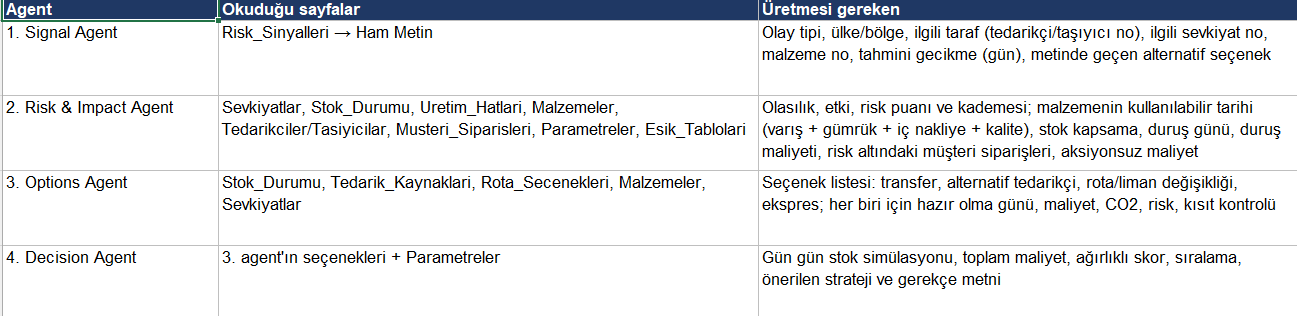 Agent
Okuduğu sayfalar
Üretmesi gereken
1. Signal Agent
Risk_Sinyalleri → Ham Metin
Olay tipi, ülke/bölge, ilgili taraf (tedarikçi/taşıyıcı no), ilgili sevkiyat no,
malzeme no, tahmini gecikme (gün), metinde geçen alternatif seçenek
2. Risk & Impact Agent
Sevkiyatlar, Stok_Durumu, Uretim_Hatlari, Malzemeler,
Tedarikciler/Tasiyicilar, Musteri_Siparisleri, Parametreler, Esik_Tablolari
Olasılık, etki, risk puanı ve kademesi; malzemenin kullanılabilir tarihi
(varış + gümrük + iç nakliye + kalite), stok kapsama, duruş günü, duruş
maliyeti, risk altındaki müşteri siparişleri, aksiyonsuz maliyet
3. Options Agent
Stok_Durumu, Tedarik_Kaynaklari, Rota_Secenekleri, Malzemeler,
Sevkiyatlar
Seçenek listesi: transfer, alternatif tedarikçi, rota/liman değişikliği,
ekspres; her biri için hazır olma günü, maliyet, CO2, risk, kısıt kontrolü
4. Decision Agent
3. agent'ın seçenekleri + Parametreler
Gün gün stok simülasyonu, toplam maliyet, ağırlıklı skor, sıralama,
önerilen strateji ve gerekçe metni